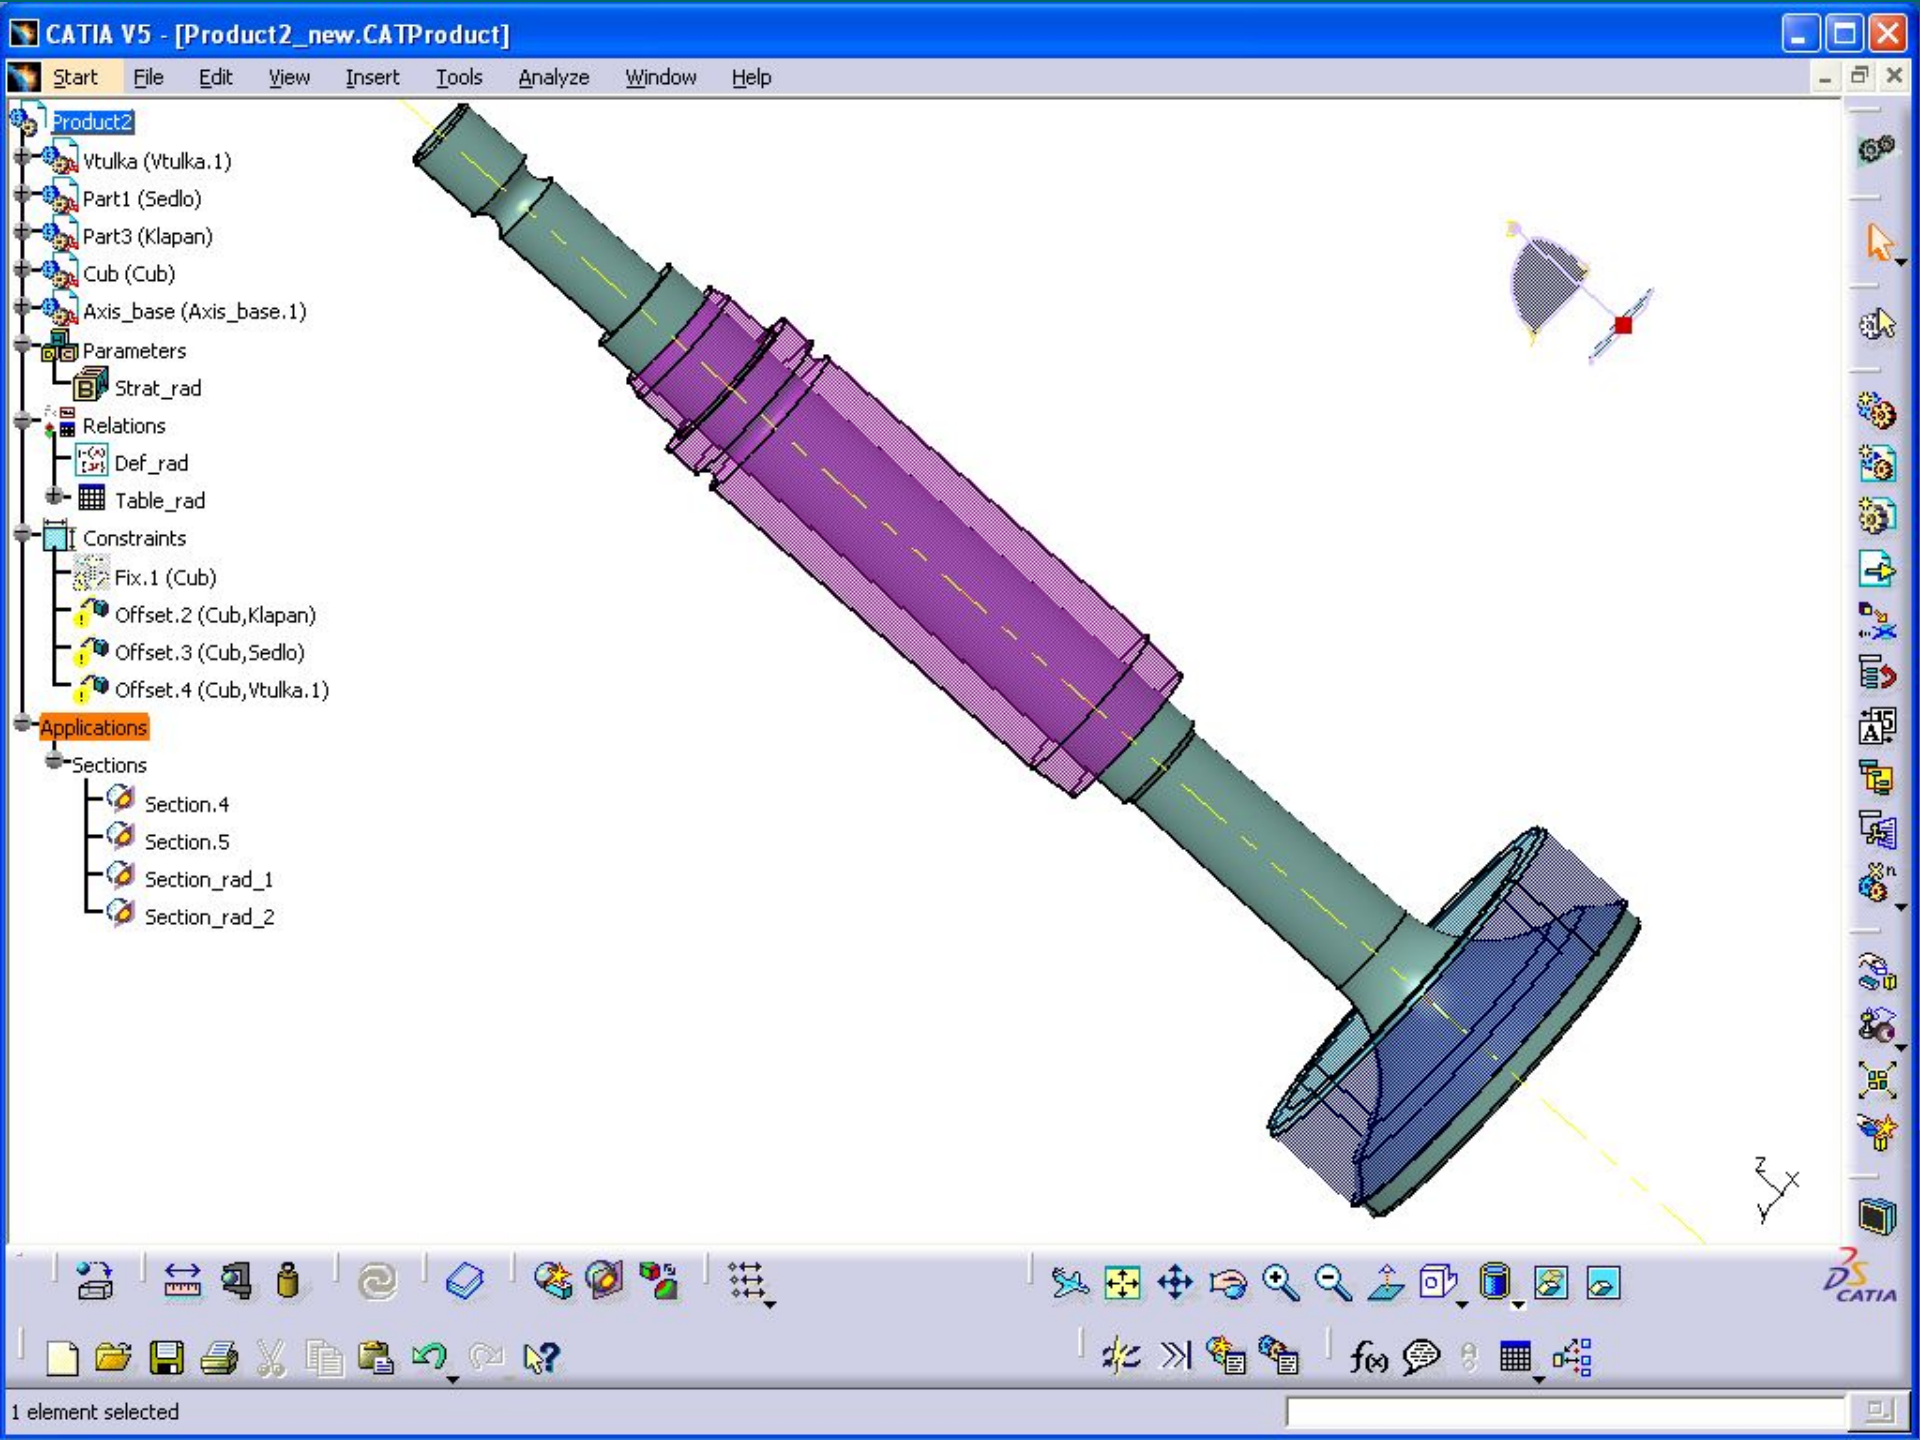 CATIA V5 - [Product2_new.CATProduct]
Start File Edit View Insert Tools Analyze Window Help
Product2
Vtulka (Vtulka.1)
Part1 (Sedlo)
Part3 (Klapan)
Cub (Cub)
Axis_base (Axis_base.1)
Parameters
Strat_rad
Relations
Def_rad
Table_rad
Constraints
Fix.1 (Cub)
Offset.2 (Cub,Klapan)
Offset.3 (Cub,Sedlo)
Offset.4 (Cub,Vtulka.1)
Applications
Sections
Section.4
Section.5
Section_rad_1
Section_rad_2
z
x
y
CATIA
f(x)
1 element selected